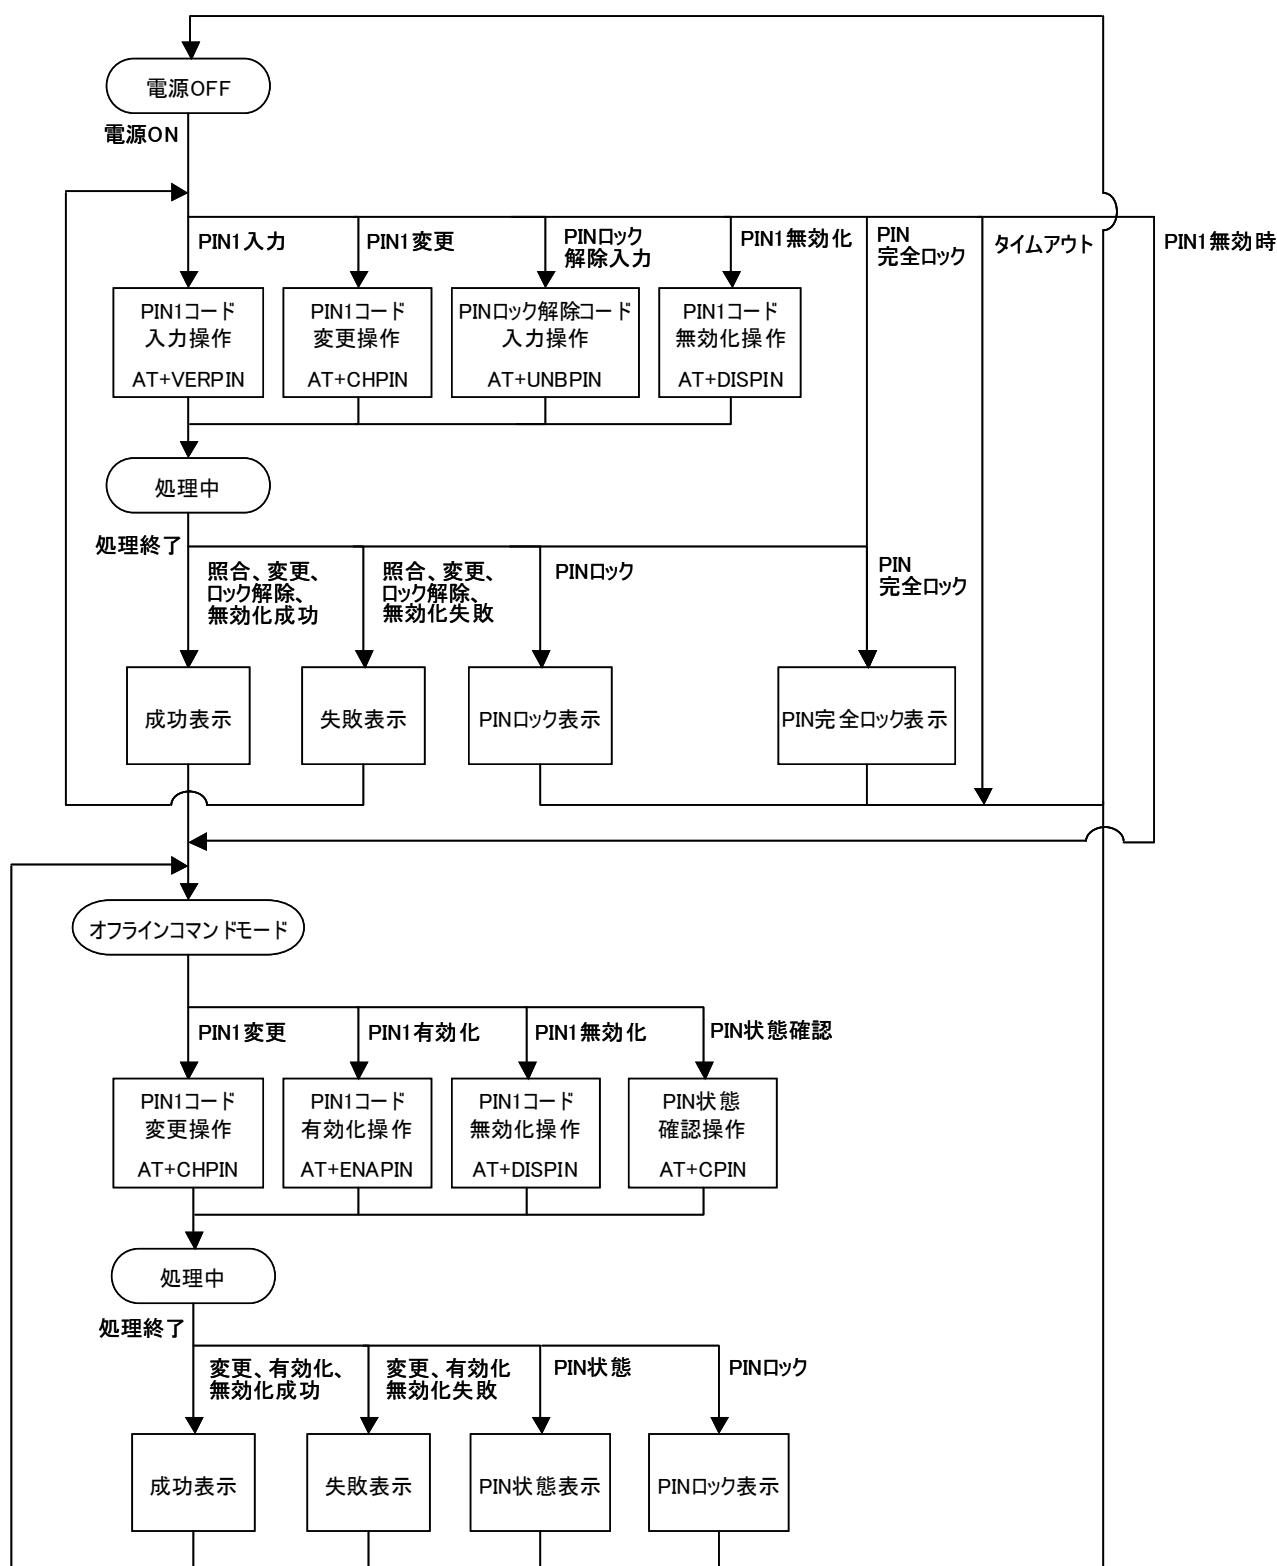 電源OFF
電源ON
PIN1入力
PIN1変更
PINロック
解除入力
PIN1無効化
PIN
完全ロック
タイムアウト
PIN1無効時
PIN1コード
入力操作
AT+VERPIN
PIN1コード
変更操作
AT+CHPIN
PINロック解除コード
入力操作
AT+UNBPIN
PIN1コード
無効化操作
AT+DISPIN
処理中
処理終了
照合、変更、
ロック解除、
無効化成功
照合、変更、
ロック解除、
無効化失敗
PINロック
PIN
完全ロック
成功表示
失敗表示
PINロック表示
PIN完全ロック表示
オフラインコマンドモード
PIN1変更
PIN1有効化
PIN1無効化
PIN状態確認
PIN1コード
変更操作
AT+CHPIN
PIN1コード
有効化操作
AT+ENAPIN
PIN1コード
無効化操作
AT+DISPIN
PIN状態
確認操作
AT+CPIN
処理中
処理終了
変更、有効化、
無効化成功
変更、有効化
無効化失敗
PIN状態
PINロック
成功表示
失敗表示
PIN状態表示
PINロック表示